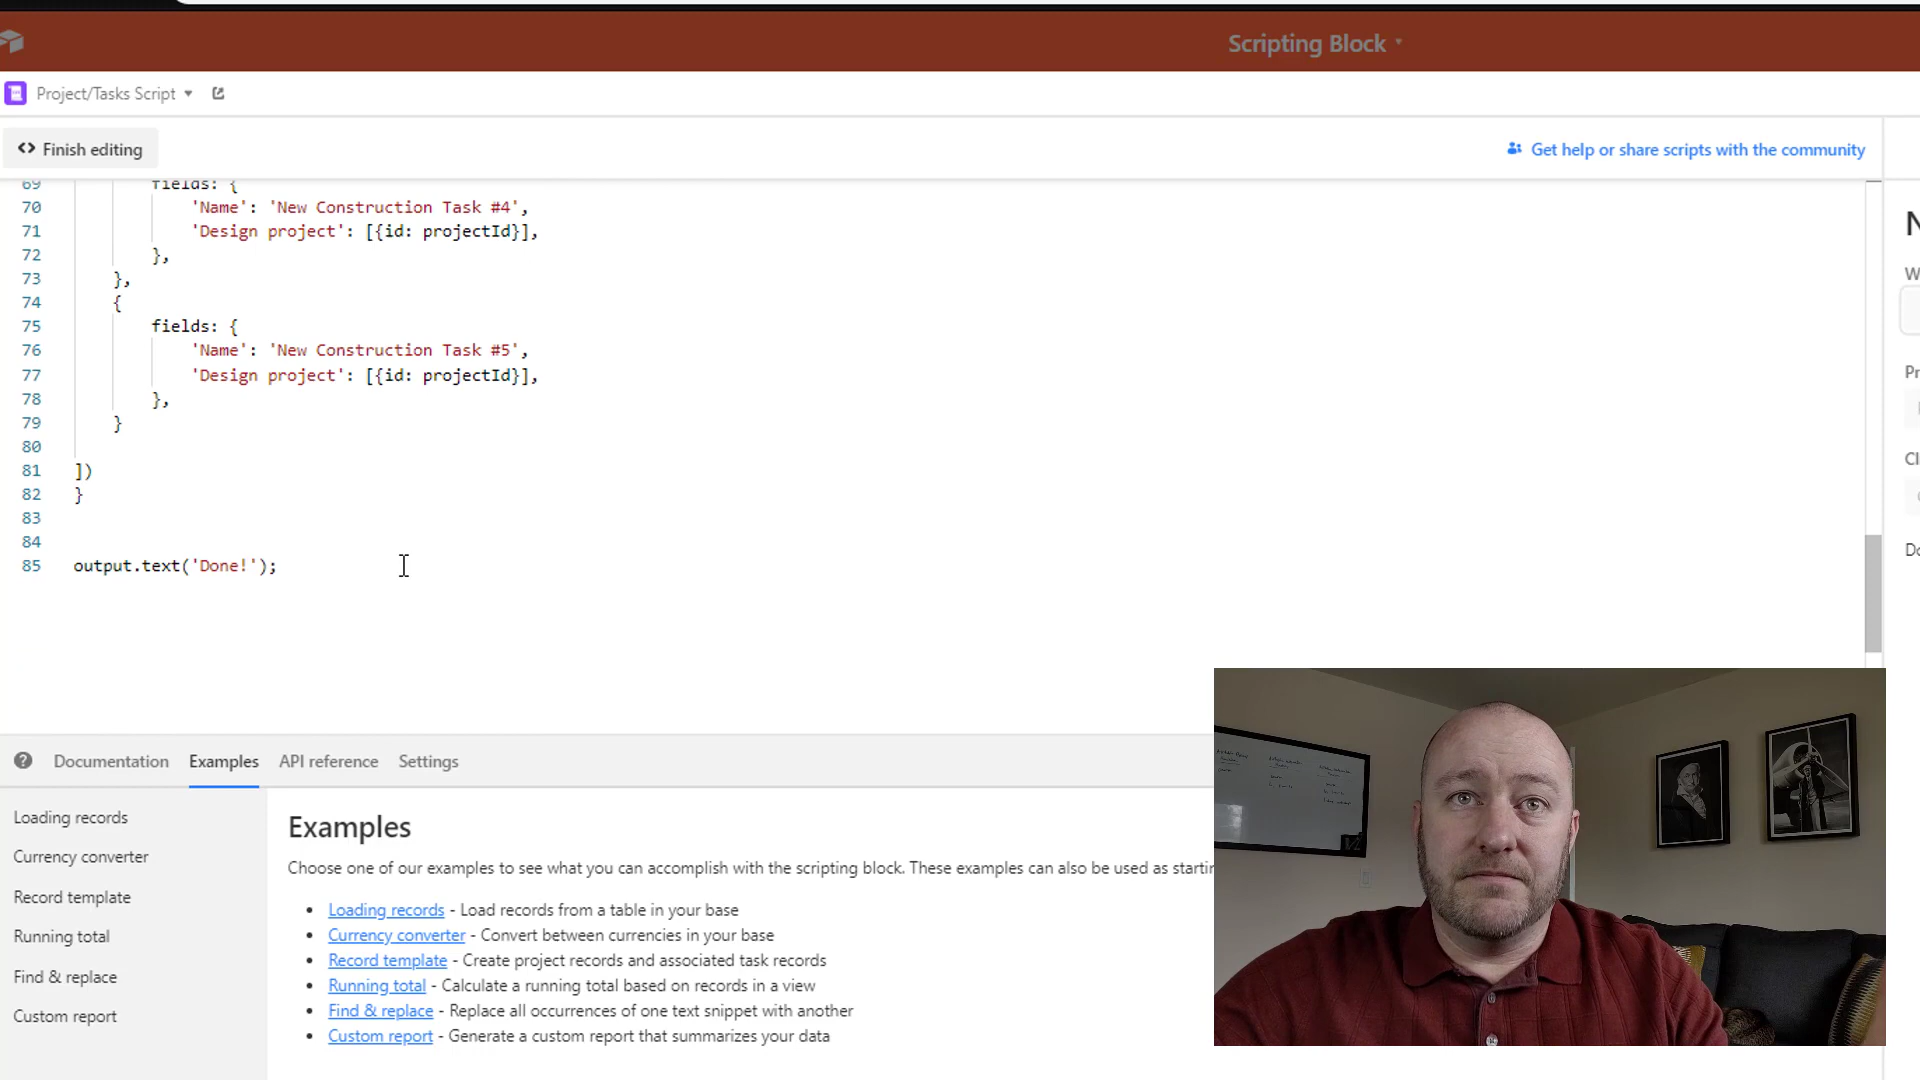 Scripting Block
Project/Tasks Script
<> Finish editing
Get help or share scripts with the community
69 fields: {
70 'Name': 'New Construction Task #4',
71 'Design project': [{id: projectId}],
72 },
73 },
74 {
75 fields: {
76 'Name': 'New Construction Task #5',
77 'Design project': [{id: projectId}],
78 },
79 }
80
81 ])
82 }
83
84
85 output.text('Done!');
Documentation Examples API reference Settings
Loading records
Currency converter
Record template
Running total
Find & replace
Custom report
Examples
Choose one of our examples to see what you can accomplish with the scripting block. These examples can also be used as
• Loading records - Load records from a table in your base
• Currency converter - Convert between currencies in your base
• Record template - Create project records and associated task records
• Running total - Calculate a running total based on records in a view
• Find & replace - Replace all occurrences of one text snippet with another
• Custom report - Generate a custom report that summarizes your data